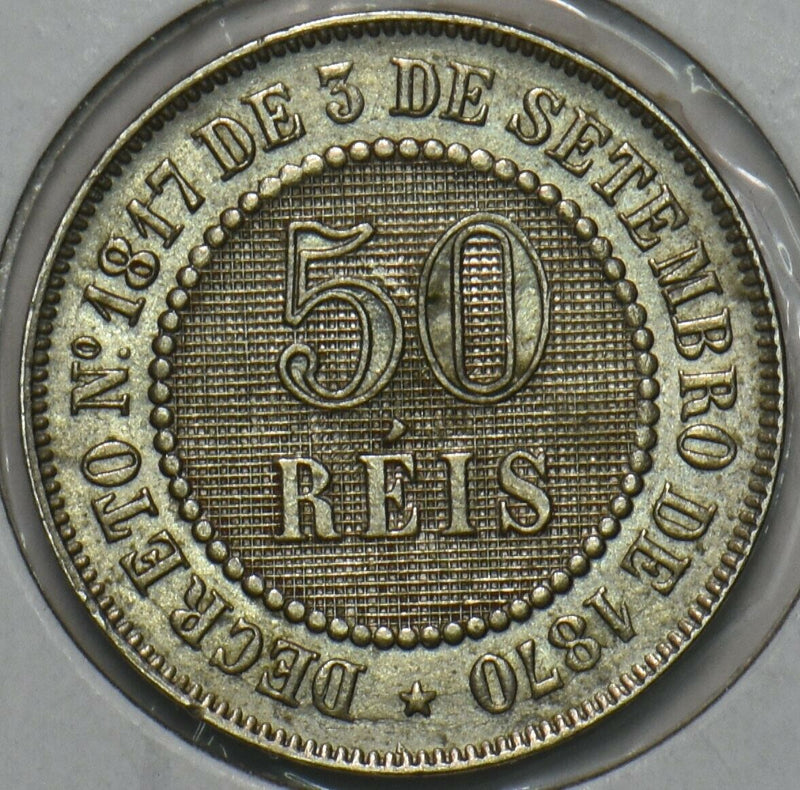 DECRETO Nº. 1817 DE 3 DE SETEMBRO DE 1870
50
RÉIS